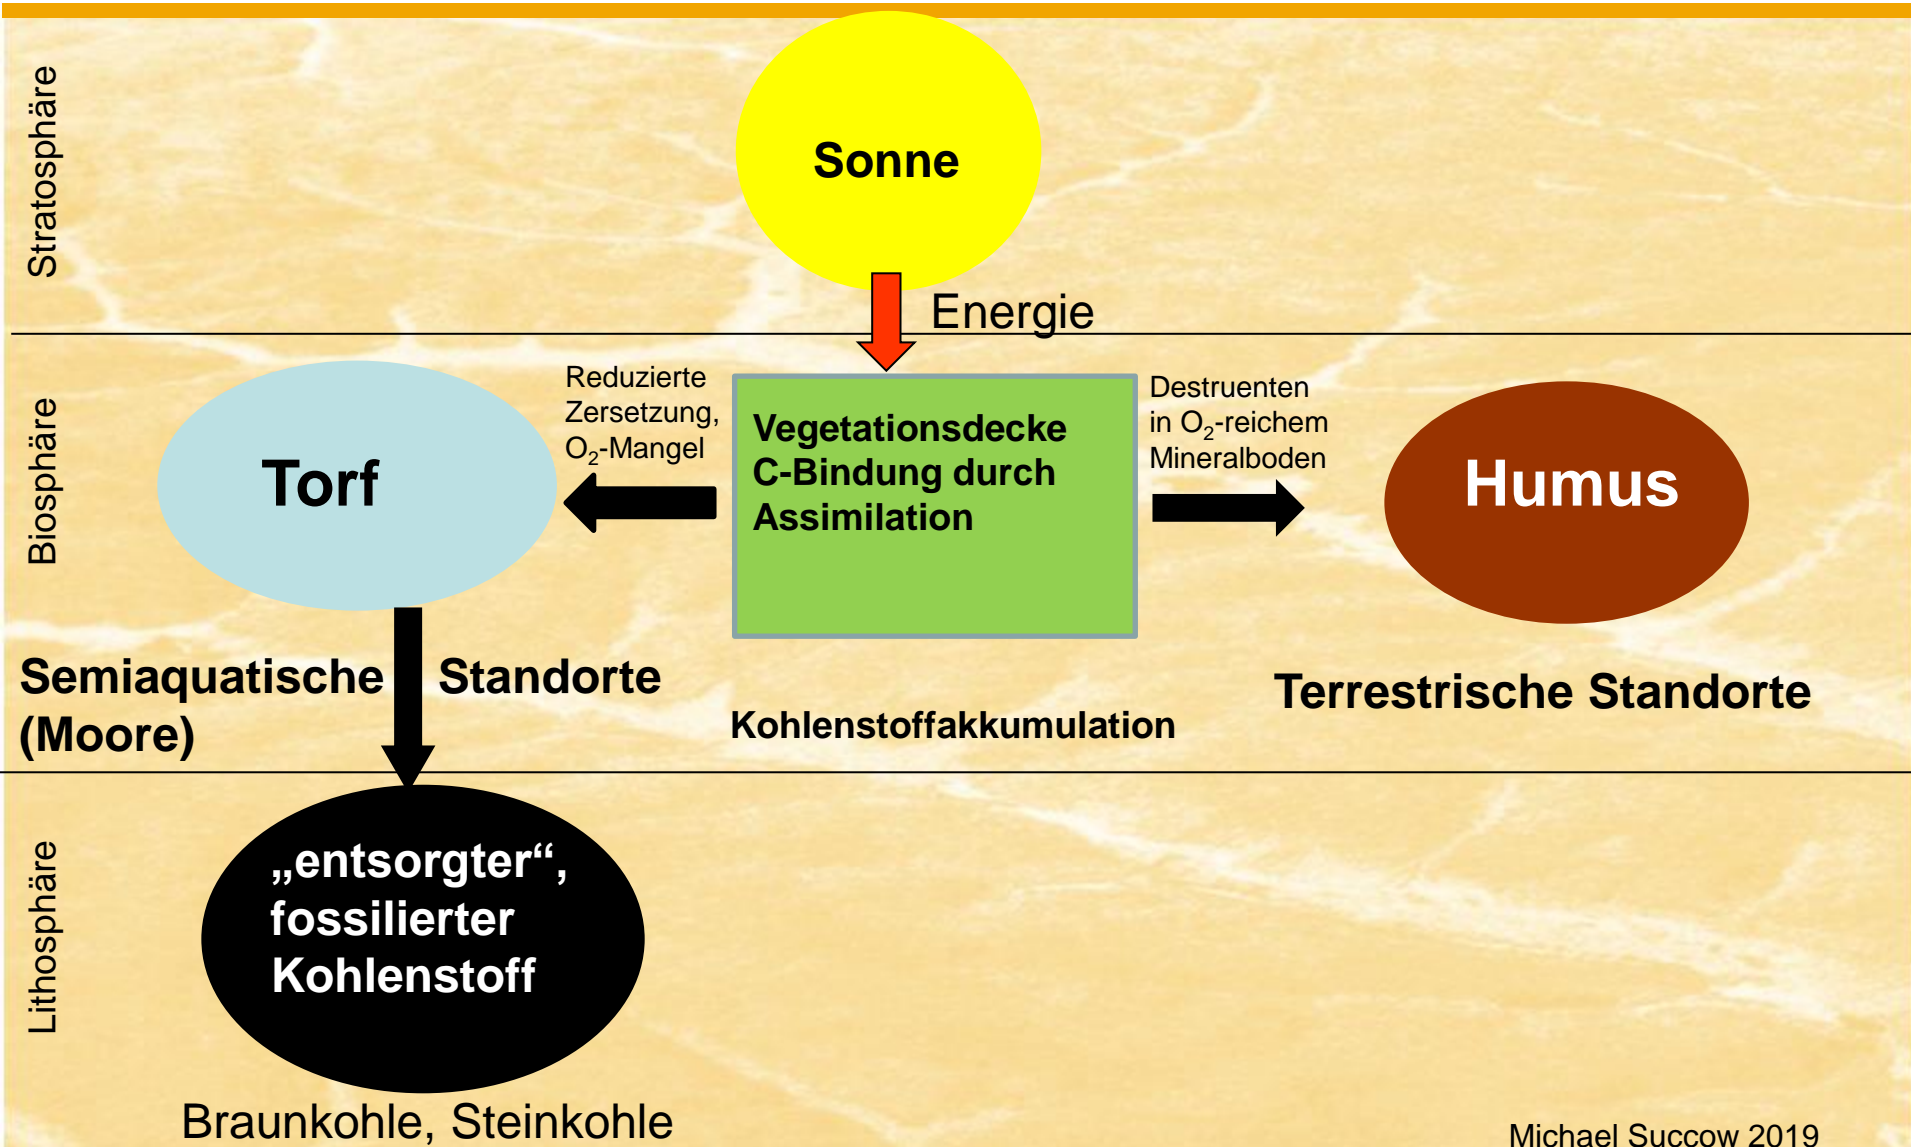 Stratosphäre
Sonne
Energie
Biosphäre
Torf
Reduzierte
Zersetzung,
O₂-Mangel
Vegetationsdecke
C-Bindung durch
Assimilation
Destruenten
in O₂-reichem
Mineralboden
Humus
Semiaquatische Standorte
(Moore)
Kohlenstoffakkumulation
Terrestrische Standorte
Lithosphäre
„entsorgter“,
fossilierter
Kohlenstoff
Braunkohle, Steinkohle
Michael Succow 2019